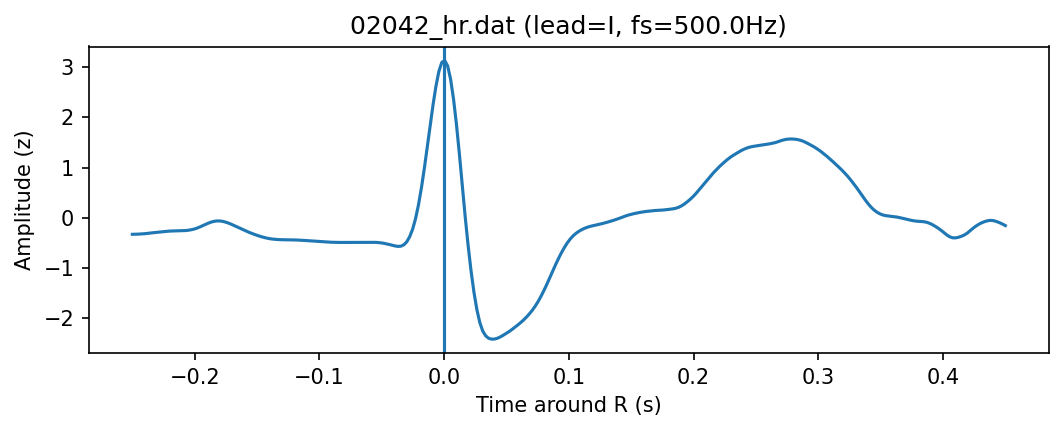 02042_hr.dat (lead=I, fs=500.0Hz)
Amplitude (z)
3
2
1
0
−1
−2
−0.2 −0.1 0.0 0.1 0.2 0.3 0.4
Time around R (s)